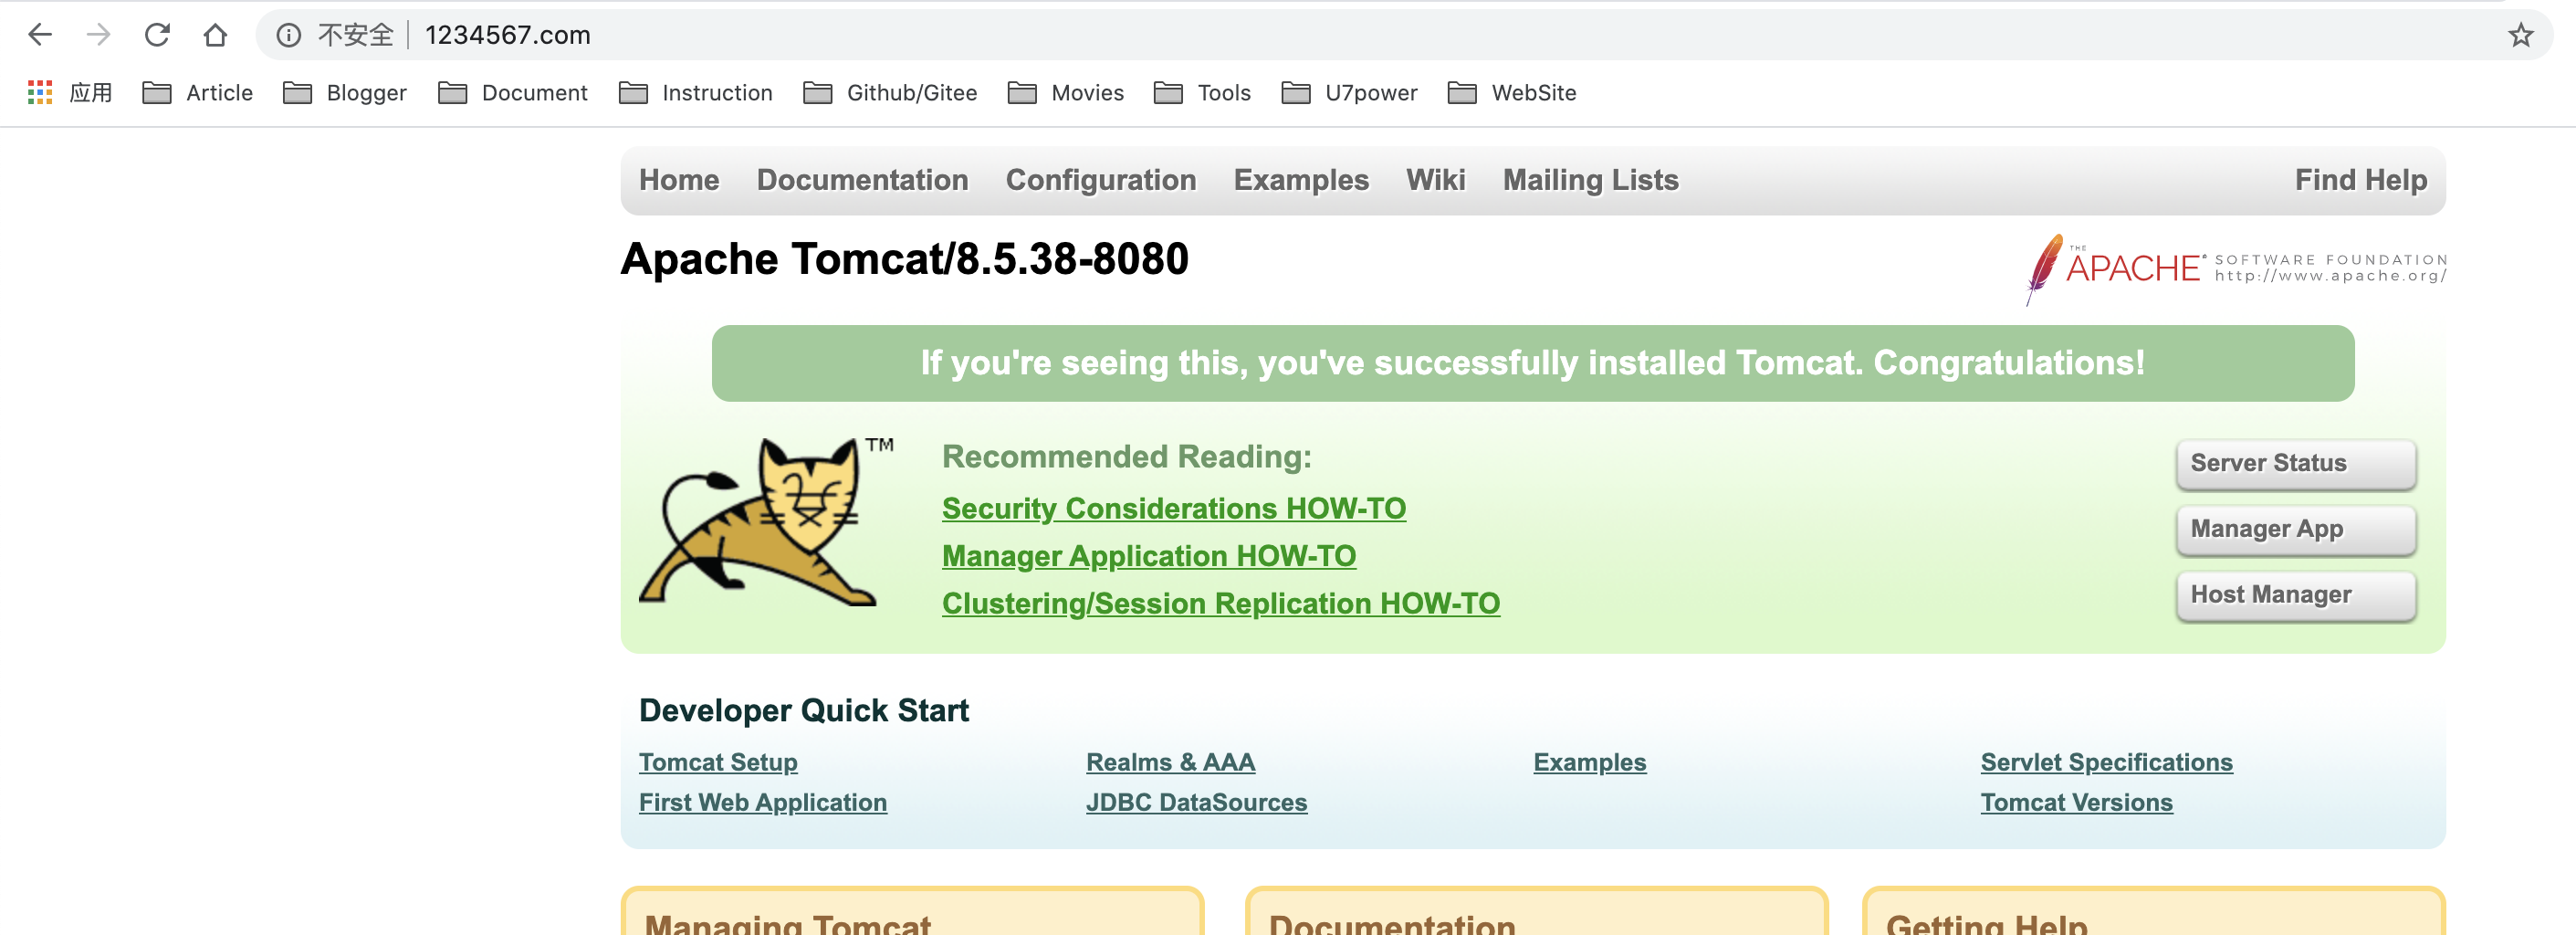 不安全 1234567.com
应用 Article Blogger Document Instruction Github/Gitee Movies Tools U7power WebSite
Home Documentation Configuration Examples Wiki Mailing Lists Find Help
Apache Tomcat/8.5.38-8080
THE APACHE® SOFTWARE FOUNDATION
http://www.apache.org/
If you're seeing this, you've successfully installed Tomcat. Congratulations!
TM
Recommended Reading:
Security Considerations HOW-TO
Manager Application HOW-TO
Clustering/Session Replication HOW-TO
Server Status
Manager App
Host Manager
Developer Quick Start
Tomcat Setup Realms & AAA Examples Servlet Specifications
First Web Application JDBC DataSources Tomcat Versions
Managing Tomcat Documentation Getting Help